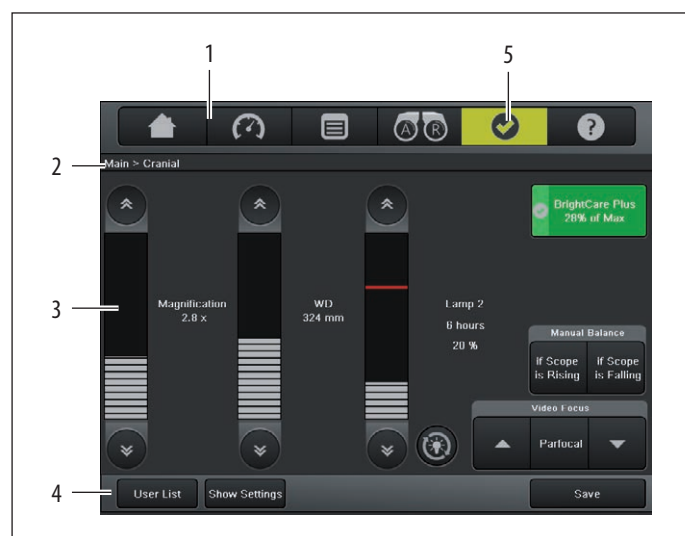 1
5
A R ?
2
Main > Cranial
BrightCare Plus
28% of Max
3
Magnification
2.8 x
WD
324 mm
Lamp 2
6 hours
20 %
Manual Balance
if Scope
is Rising
if Scope
is Falling
Video Focus
Parfocal
4
User List
Show Settings
Save